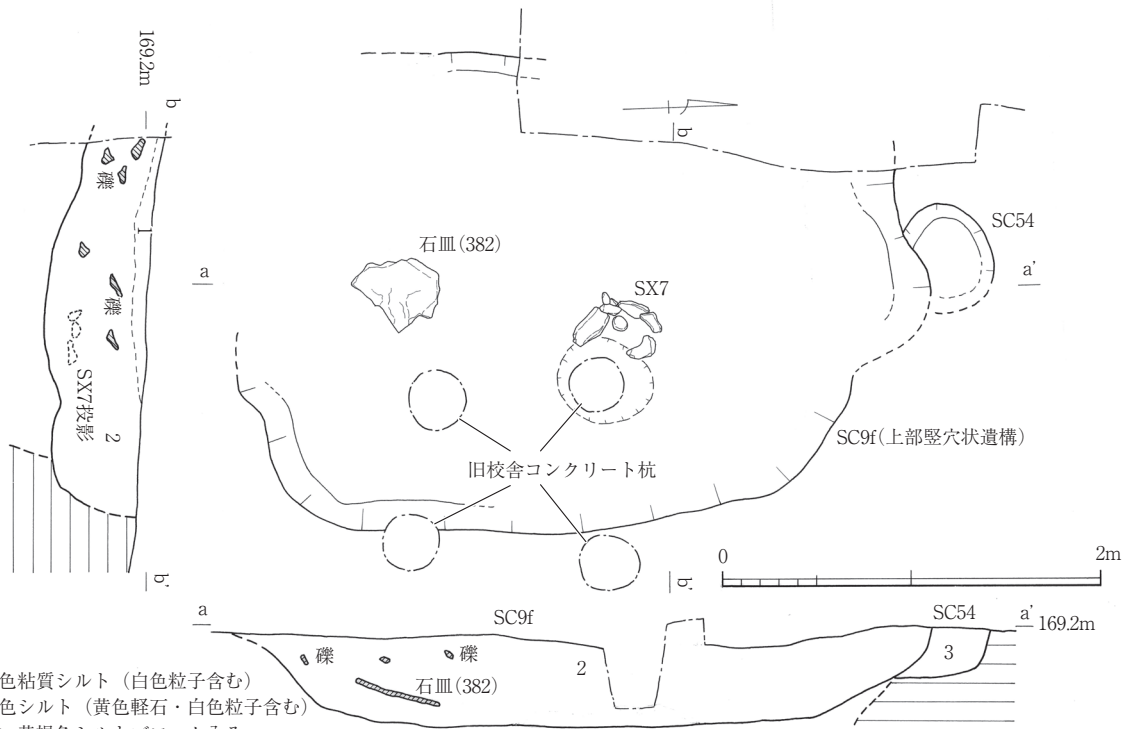 169.2m
b
礫
1
礫
2
SX7投影
b'
b'
b'
a
石皿(382)
SX7
SC54
a'
SC9f(上部竪穴状遺構)
旧校舎コンクリート杭
0
2m
a
SC9f
SC54
a'
169.2m
礫
礫
2
3
石皿(382)
色粘質シルト（白色粒子含む）
色シルト（黄色軽石・白色粒子含む）